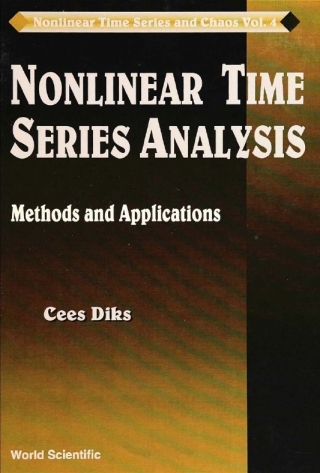 Nonlinear Time Series and Chaos Vol. 4
NONLINEAR TIME
SERIES ANALYSIS
Methods and Applications
Cees Diks
World Scientific